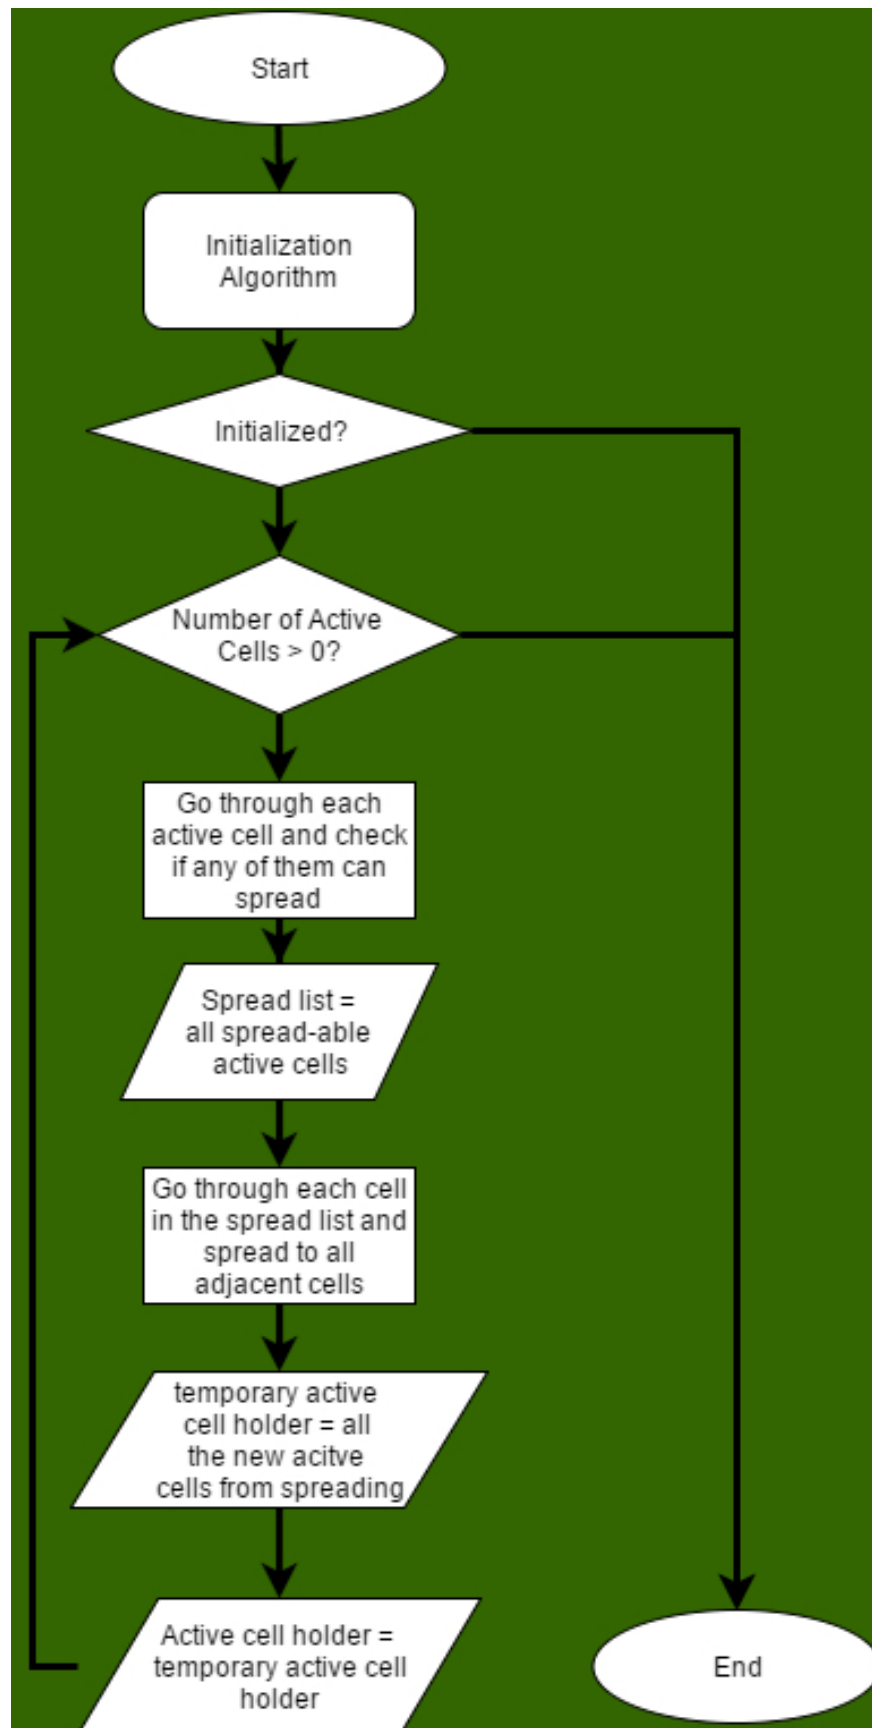 Start
Initialization
Algorithm
Initialized?
Number of Active
Cells > 0?
Go through each
active cell and check
if any of them can
spread
Spread list =
all spread-able
active cells
Go through each cell
in the spread list and
spread to all
adjacent cells
temporary active
cell holder = all
the new acitve
cells from spreading
Active cell holder =
temporary active cell
holder
End